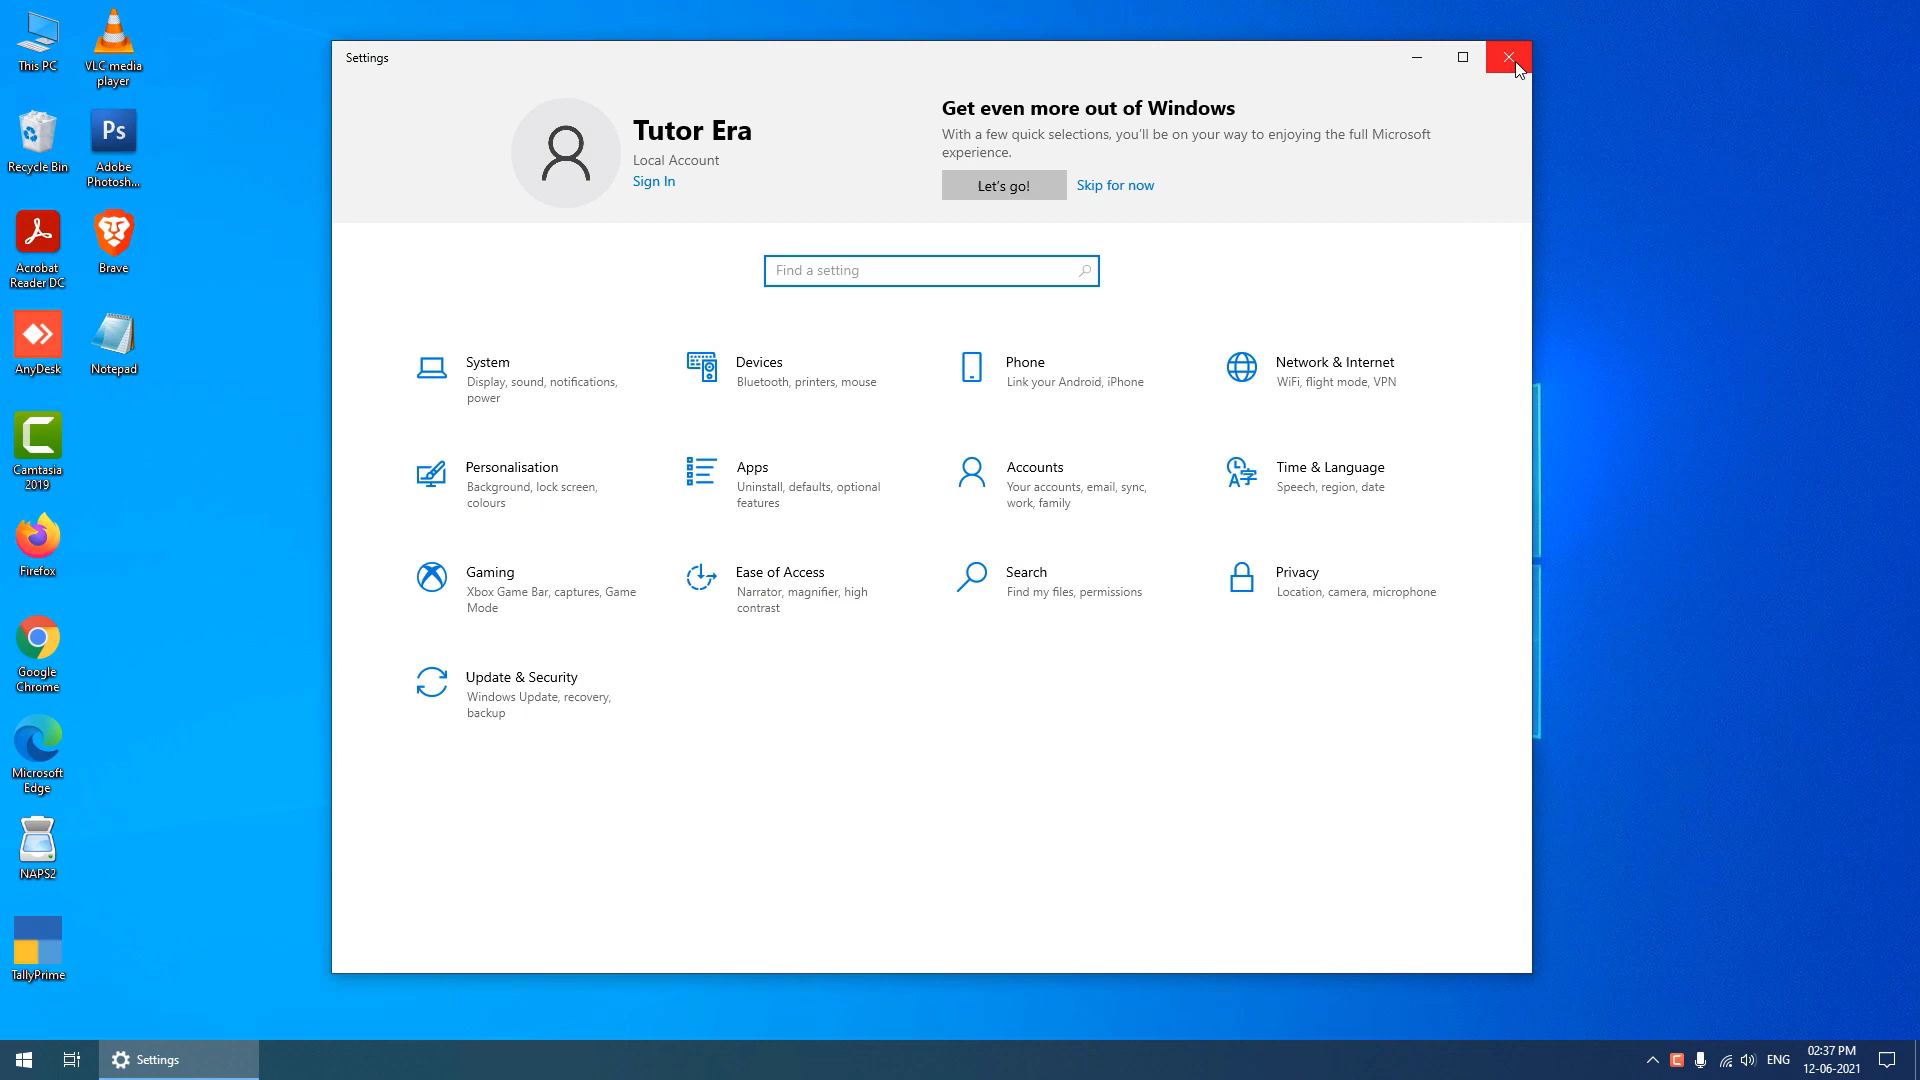 This PC
VLC media
player
Recycle Bin
Ps
Adobe
Photosh...
Acrobat
Reader DC
Brave
AnyDesk
Notepad
Camtasia
2019
Firefox
Google
Chrome
Microsoft
Edge
NAPS2
TallyPrime
Settings
Tutor Era
Local Account
Sign In
Get even more out of Windows
With a few quick selections, you'll be on your way to enjoying the full Microsoft
experience.
Let's go!
Skip for now
Find a setting
System
Display, sound, notifications,
power
Devices
Bluetooth, printers, mouse
Phone
Link your Android, iPhone
Network & Internet
WiFi, flight mode, VPN
Personalisation
Background, lock screen,
colours
Apps
Uninstall, defaults, optional
features
Accounts
Your accounts, email, sync,
work, family
Time & Language
Speech, region, date
Gaming
Xbox Game Bar, captures, Game
Mode
Ease of Access
Narrator, magnifier, high
contrast
Search
Find my files, permissions
Privacy
Location, camera, microphone
Update & Security
Windows Update, recovery,
backup
Settings
ENG
02:37 PM
12-06-2021